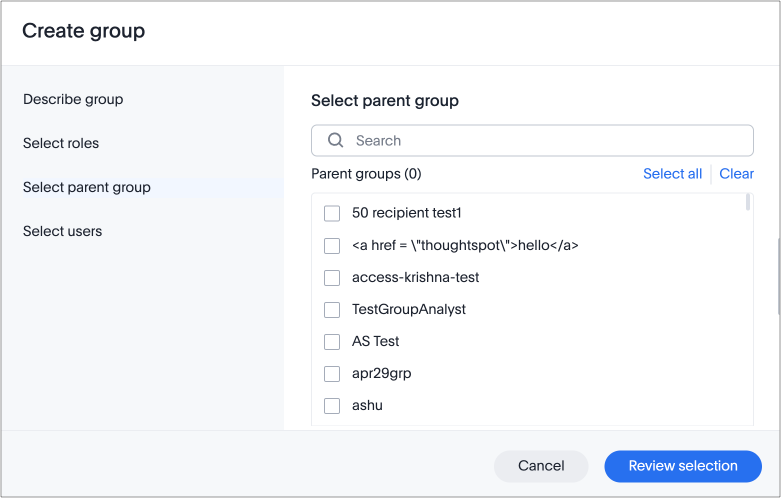 Create group
Describe group
Select roles
Select parent group
Select users
Select parent group
Search
Parent groups (0) Select all Clear
50 recipient test1
<a href = \"thoughtspot\">hello</a>
access-krishna-test
TestGroupAnalyst
AS Test
apr29grp
ashu
Cancel Review selection